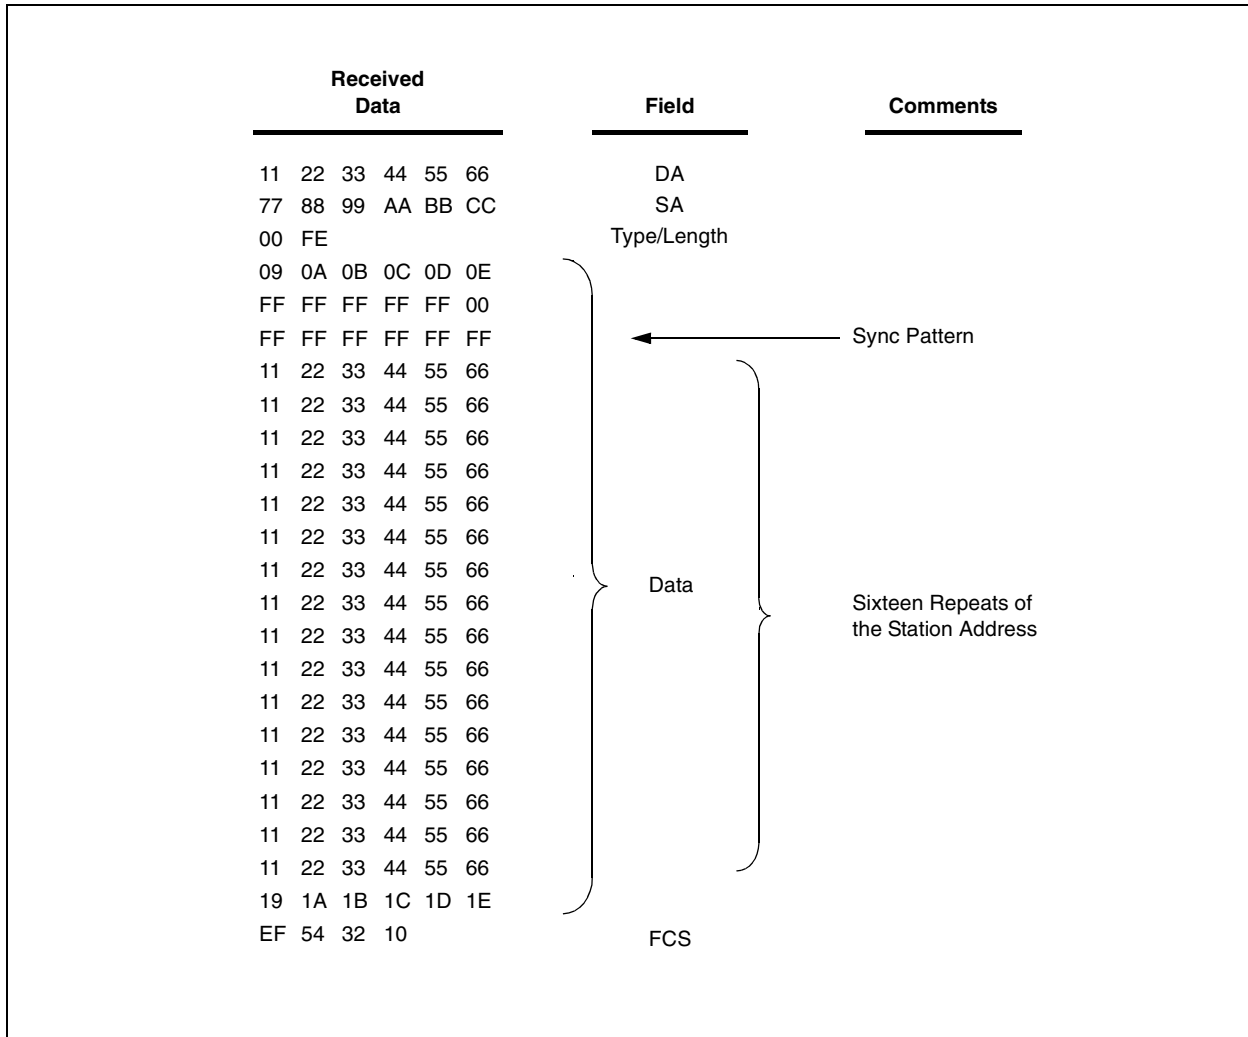 Received
Data Field Comments
11 22 33 44 55 66 DA
77 88 99 AA BB CC SA
00 FE Type/Length
09 0A 0B 0C 0D 0E
FF FF FF FF FF 00
FF FF FF FF FF FF Sync Pattern
11 22 33 44 55 66
11 22 33 44 55 66
11 22 33 44 55 66
11 22 33 44 55 66
11 22 33 44 55 66
11 22 33 44 55 66
11 22 33 44 55 66 Data
11 22 33 44 55 66 Sixteen Repeats of
11 22 33 44 55 66 the Station Address
11 22 33 44 55 66
11 22 33 44 55 66
11 22 33 44 55 66
11 22 33 44 55 66
11 22 33 44 55 66
11 22 33 44 55 66
11 22 33 44 55 66
19 1A 1B 1C 1D 1E
EF 54 32 10 FCS